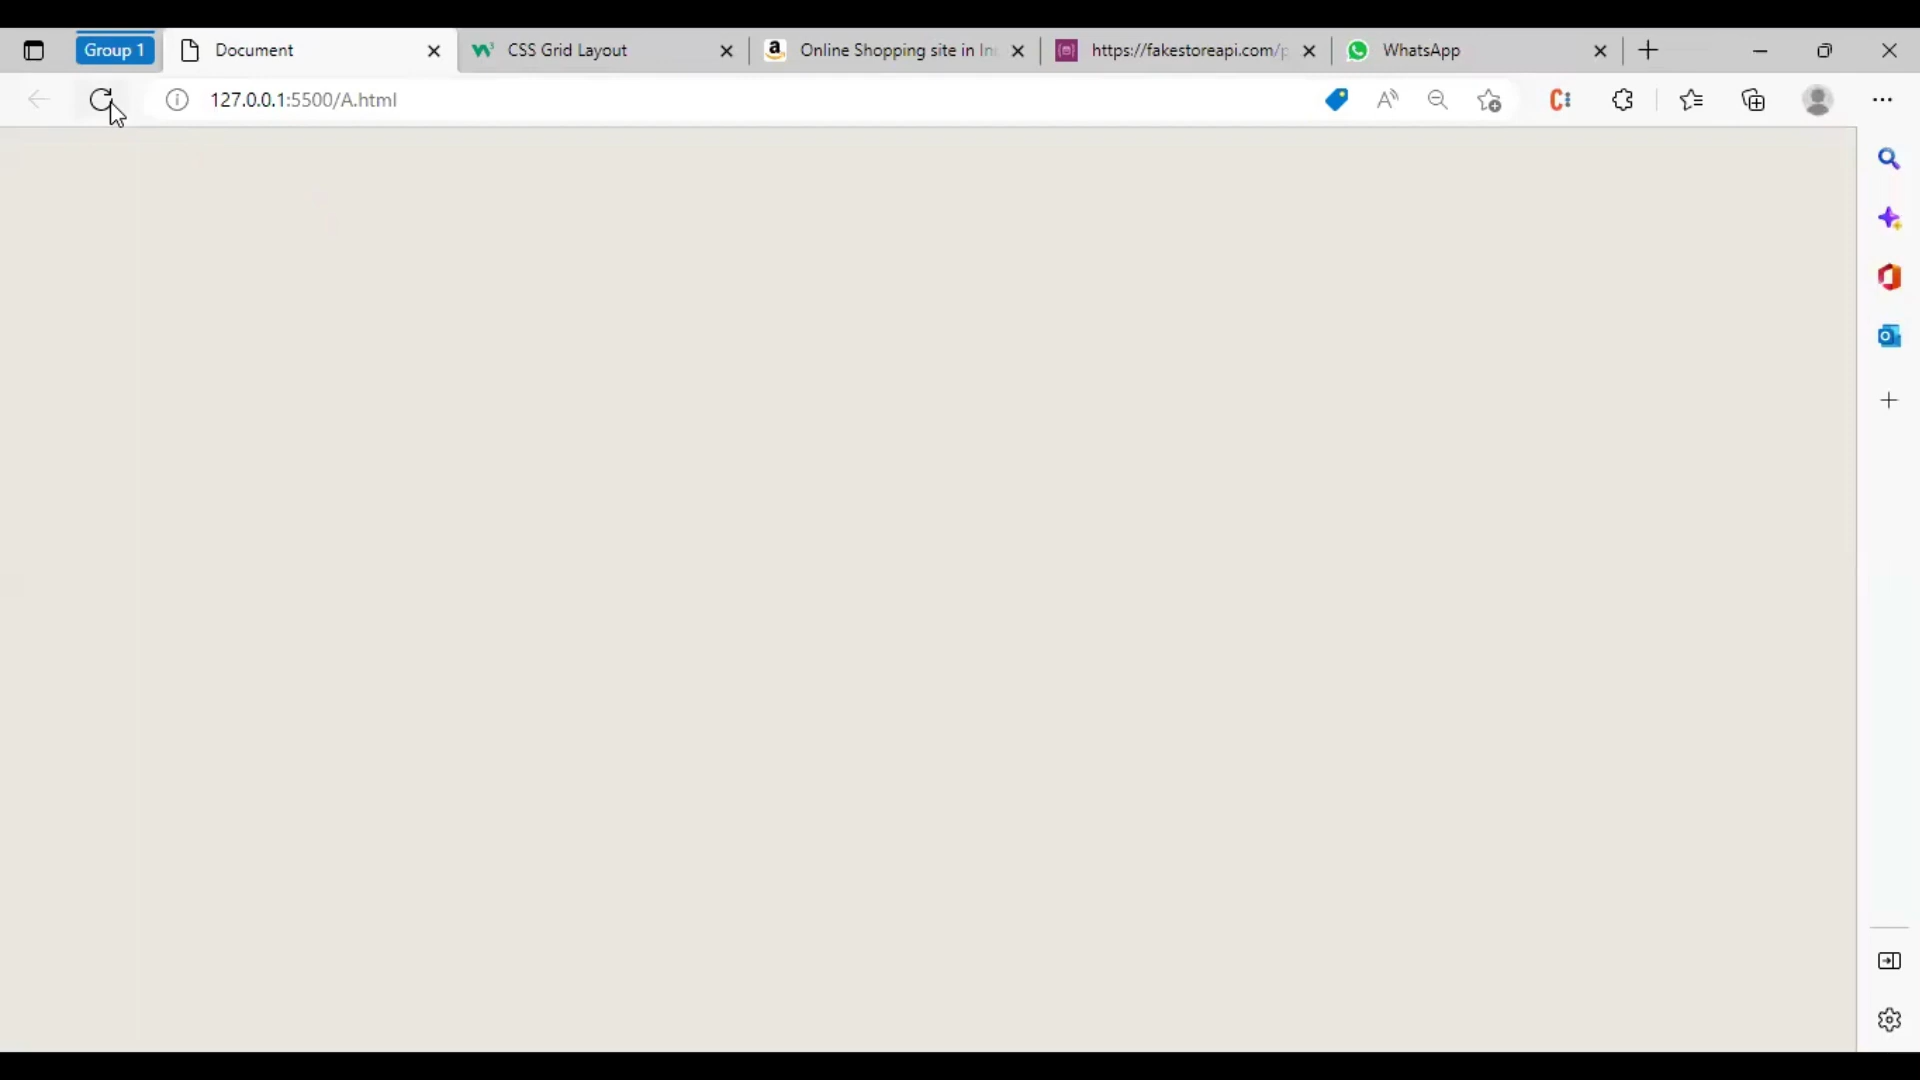 Group 1
Document
CSS Grid Layout
Online Shopping site in In
https://fakestoreapi.com/p
WhatsApp
127.0.0.1:5500/A.html